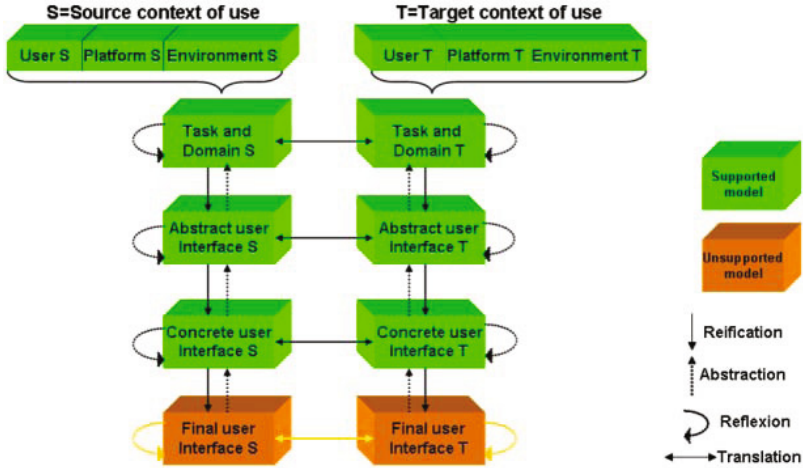 S=Source context of use
T=Target context of use
User S
Platform S
Environment S
User T
Platform T
Environment T
Task and
Domain S
Task and
Domain T
Abstract user
Interface S
Abstract user
Interface T
Concrete user
Interface S
Concrete user
Interface T
Final user
Interface S
Final user
Interface T
Supported
model
Unsupported
model
Reification
Abstraction
Reflexion
Translation